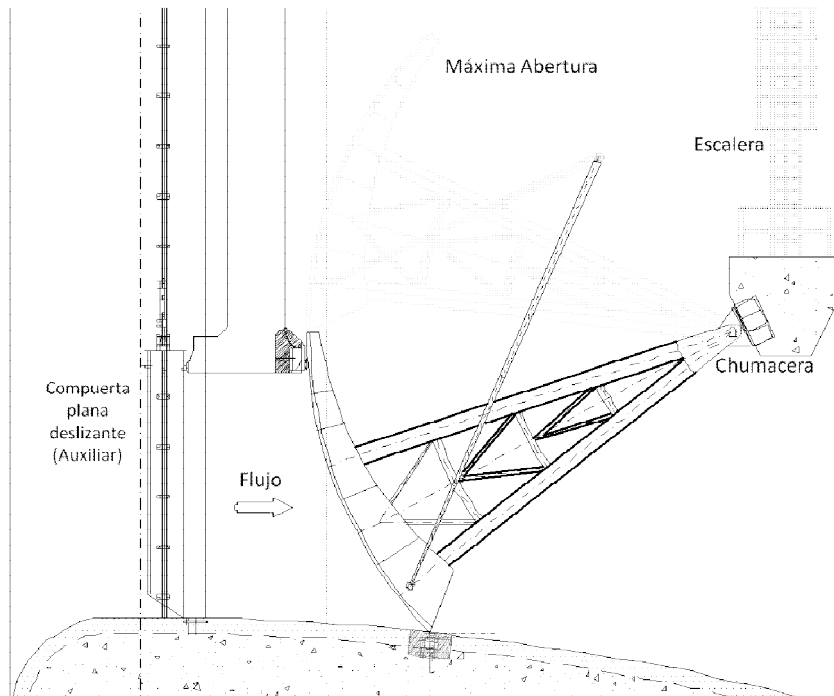 Máxima Abertura
Escalera
Chumacera
Compuerta
plana
deslizante
(Auxiliar)
Flujo